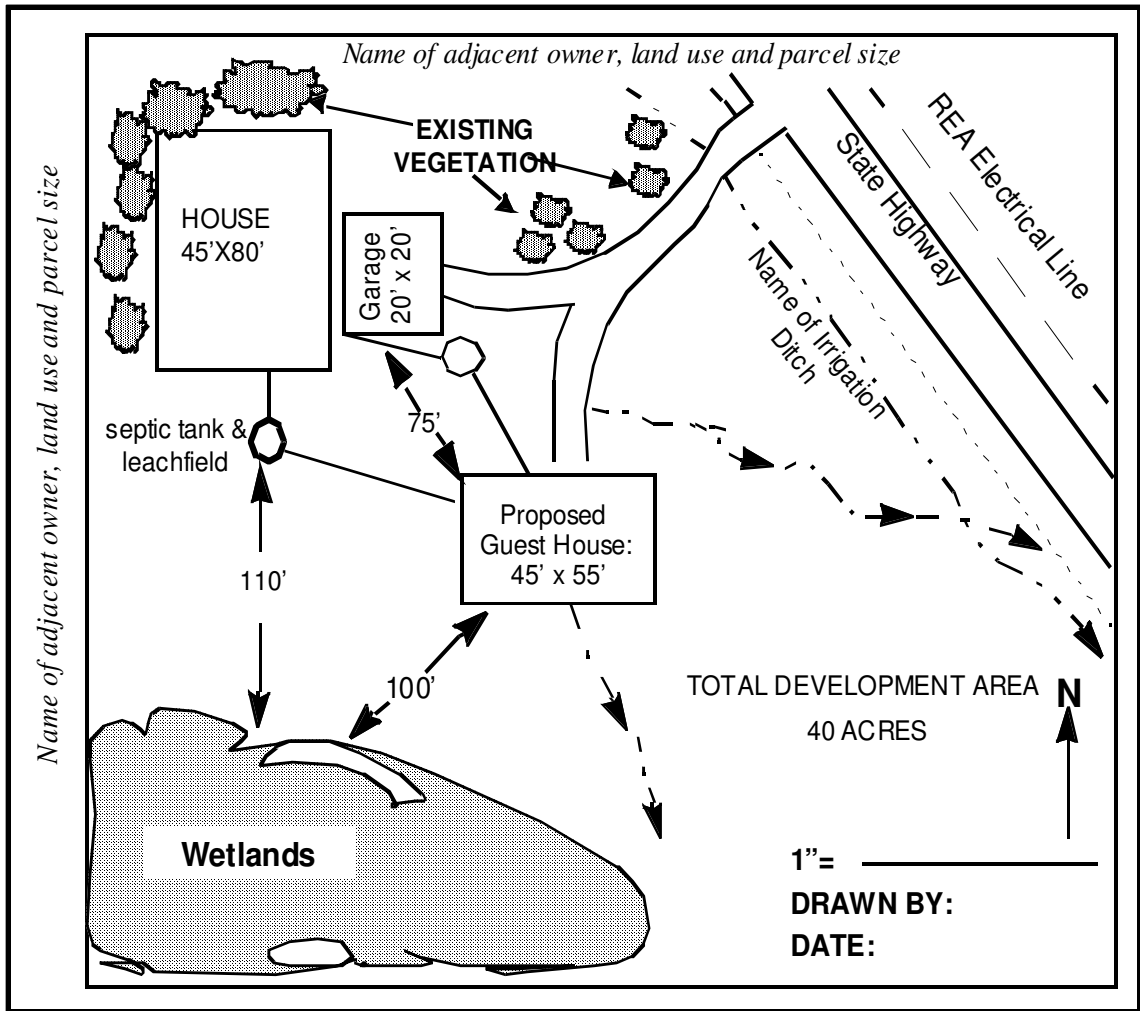 Name of adjacent owner, land use and parcel size
Name of adjacent owner, land use and parcel size
EXISTING
VEGETATION
REA Electrical Line
State Highway
HOUSE
45'X80'
Garage
20' x 20'
Name of Irrigation
Ditch
75'
septic tank &
leachfield
Proposed
Guest House:
45' x 55'
110'
100'
TOTAL DEVELOPMENT AREA
40 ACRES
N
Wetlands
1”=
DRAWN BY:
DATE: